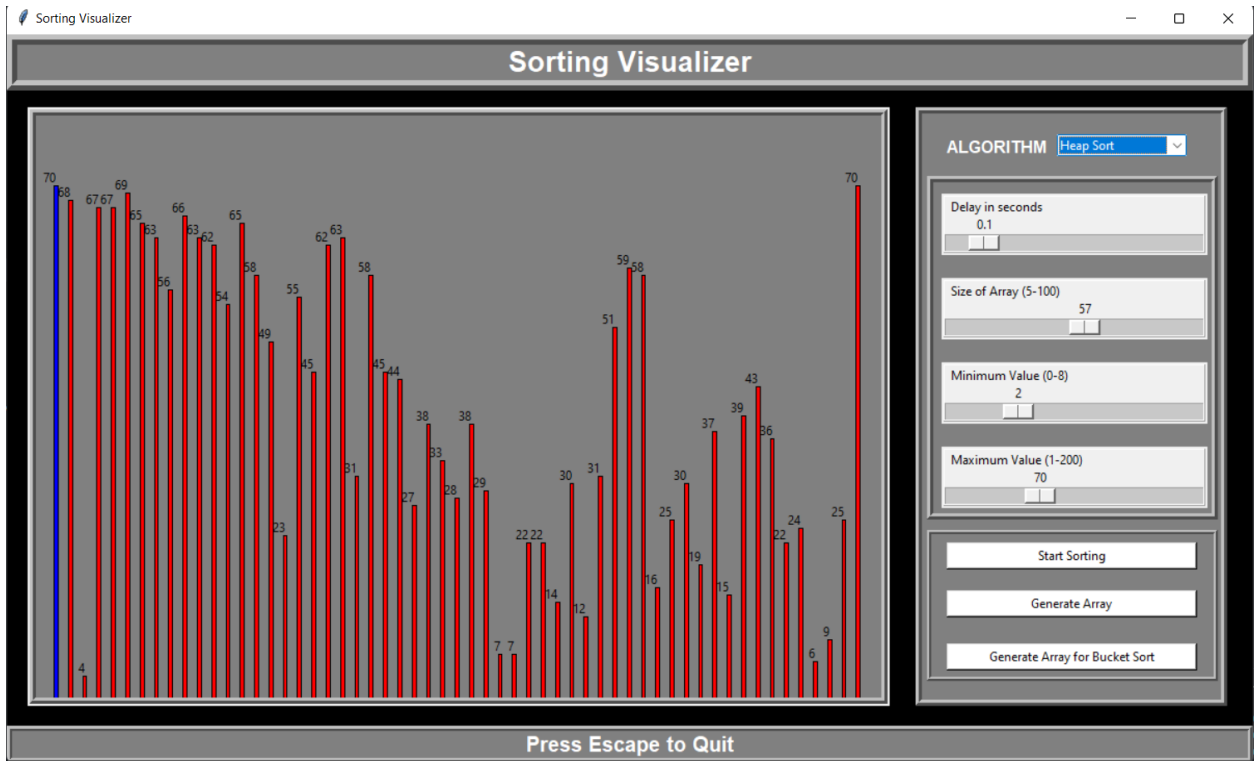 Sorting Visualizer
Sorting Visualizer
ALGORITHM Heap Sort
Delay in seconds
0.1
Size of Array (5-100)
57
Minimum Value (0-8)
2
Maximum Value (1-200)
70
Start Sorting
Generate Array
Generate Array for Bucket Sort
70 68 4 67 67 69 65 63 56 66 63 62 54 65 58 49 23 55 45 62 63 31 58 45 44 27 38 33 28 38 29 7 7 22 22 14 30 12 31 51 59 58 16 25 30 19 37 15 39 43 36 22 24 6 9 25 70
Press Escape to Quit